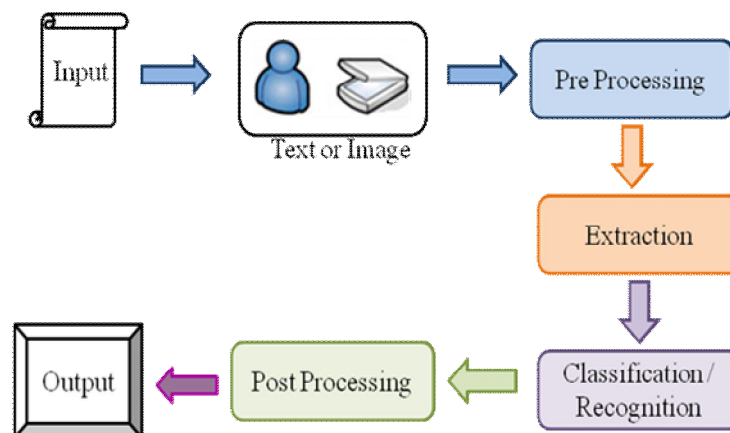 Input
Text or Image
Pre Processing
Extraction
Classification /
Recognition
Post Processing
Output